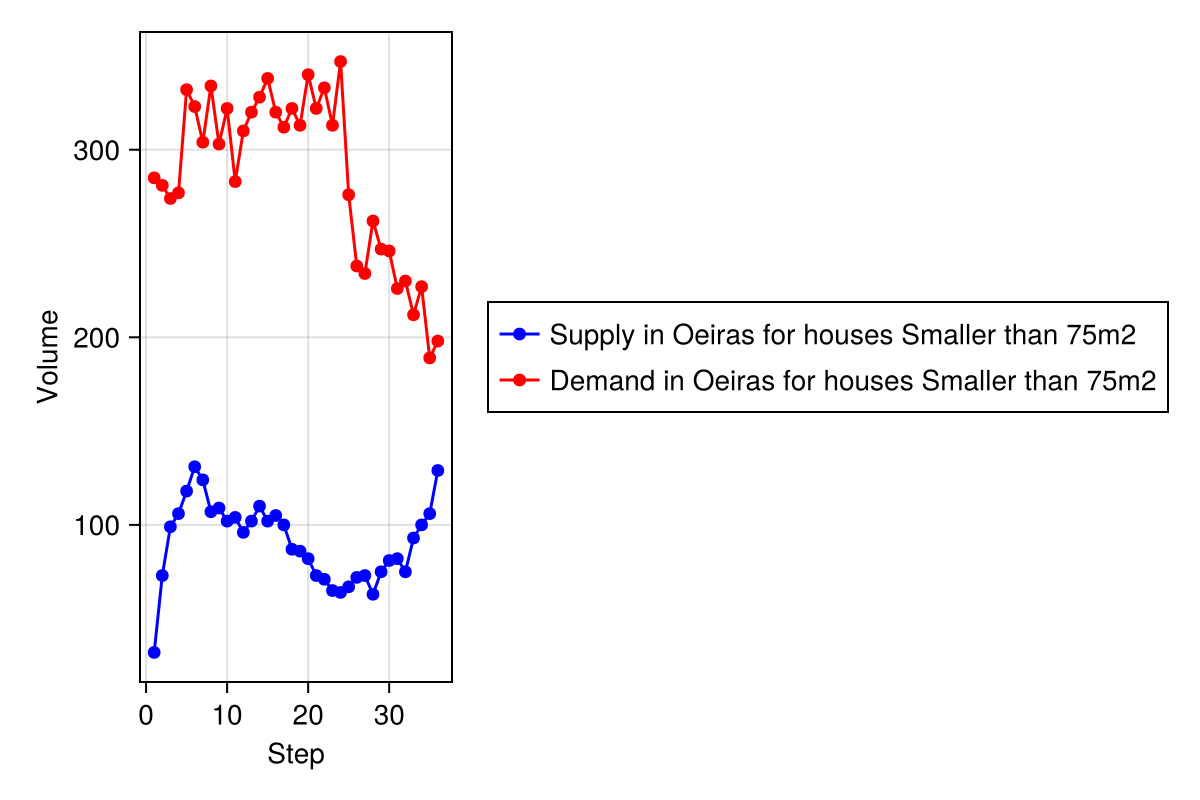 Volume
300
200
100
0 10 20 30
Step
Supply in Oeiras for houses Smaller than 75m2
Demand in Oeiras for houses Smaller than 75m2